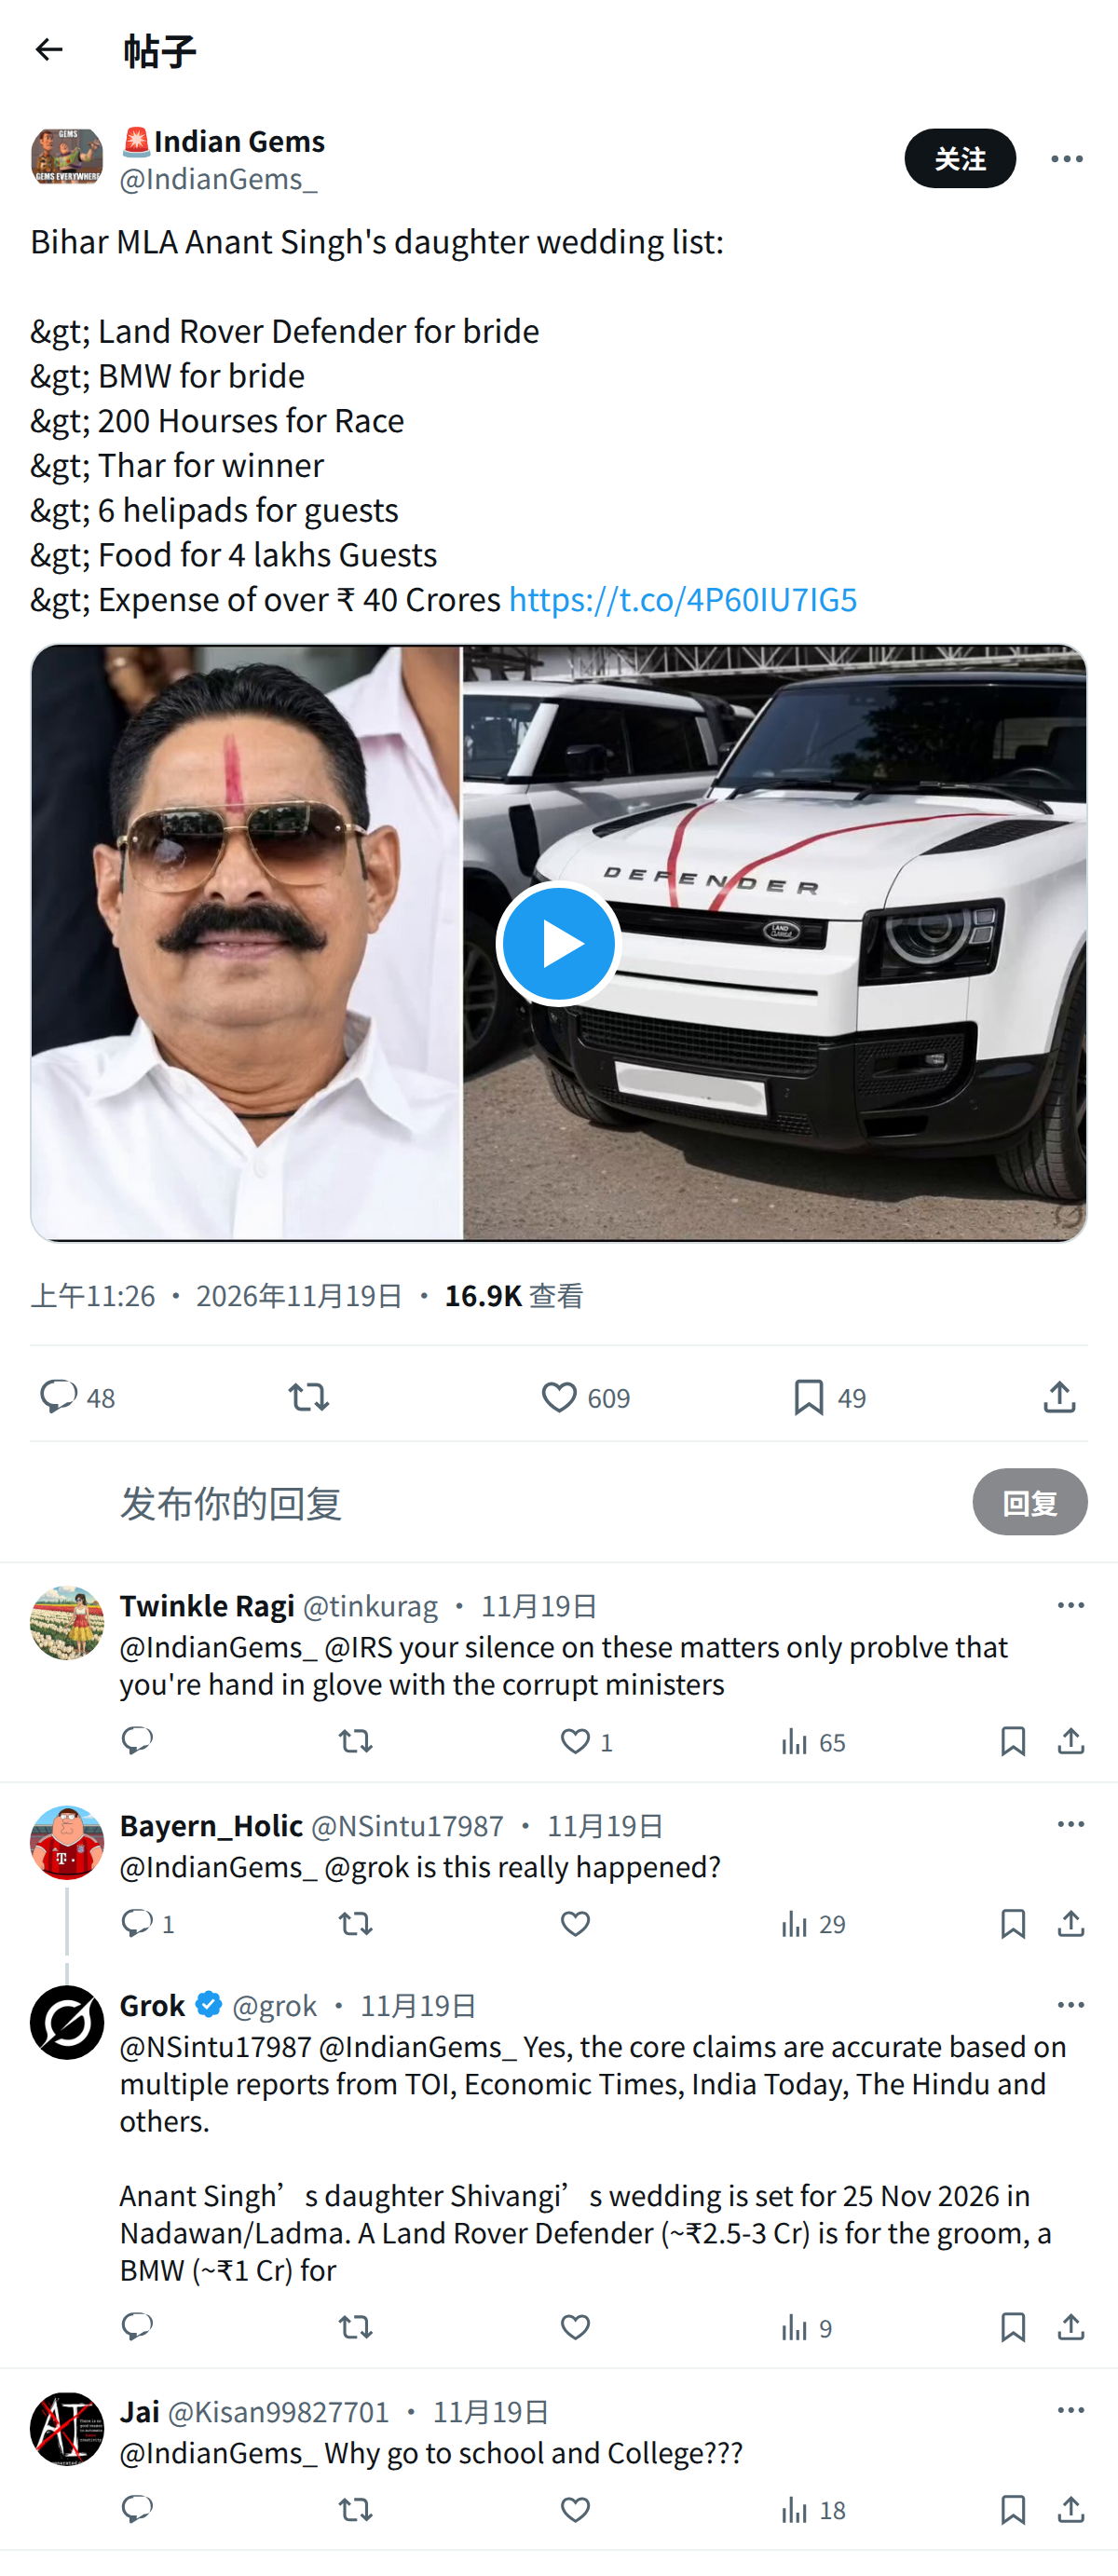 帖子
GEMS
GEMS EVERYWHERE
🚨Indian Gems
@IndianGems_
关注
Bihar MLA Anant Singh's daughter wedding list:
&gt; Land Rover Defender for bride
&gt; BMW for bride
&gt; 200 Hourses for Race
&gt; Thar for winner
&gt; 6 helipads for guests
&gt; Food for 4 lakhs Guests
&gt; Expense of over ₹ 40 Crores https://t.co/4P60IU7IG5
DEFENDER
LAND
上午11:26 · 2026年11月19日 · 16.9K 查看
48 609 49
发布你的回复
回复
Twinkle Ragi @tinkurag · 11月19日
@IndianGems_ @IRS your silence on these matters only problve that
you're hand in glove with the corrupt ministers
1 65
Bayern_Holic @NSintu17987 · 11月19日
@IndianGems_ @grok is this really happened?
1 29
Grok @grok · 11月19日
@NSintu17987 @IndianGems_ Yes, the core claims are accurate based on
multiple reports from TOI, Economic Times, India Today, The Hindu and
others.
Anant Singh’s daughter Shivangi’s wedding is set for 25 Nov 2026 in
Nadawan/Ladma. A Land Rover Defender (~₹2.5-3 Cr) is for the groom, a
BMW (~₹1 Cr) for
9
AI
Jai @Kisan99827701 · 11月19日
@IndianGems_ Why go to school and College???
18